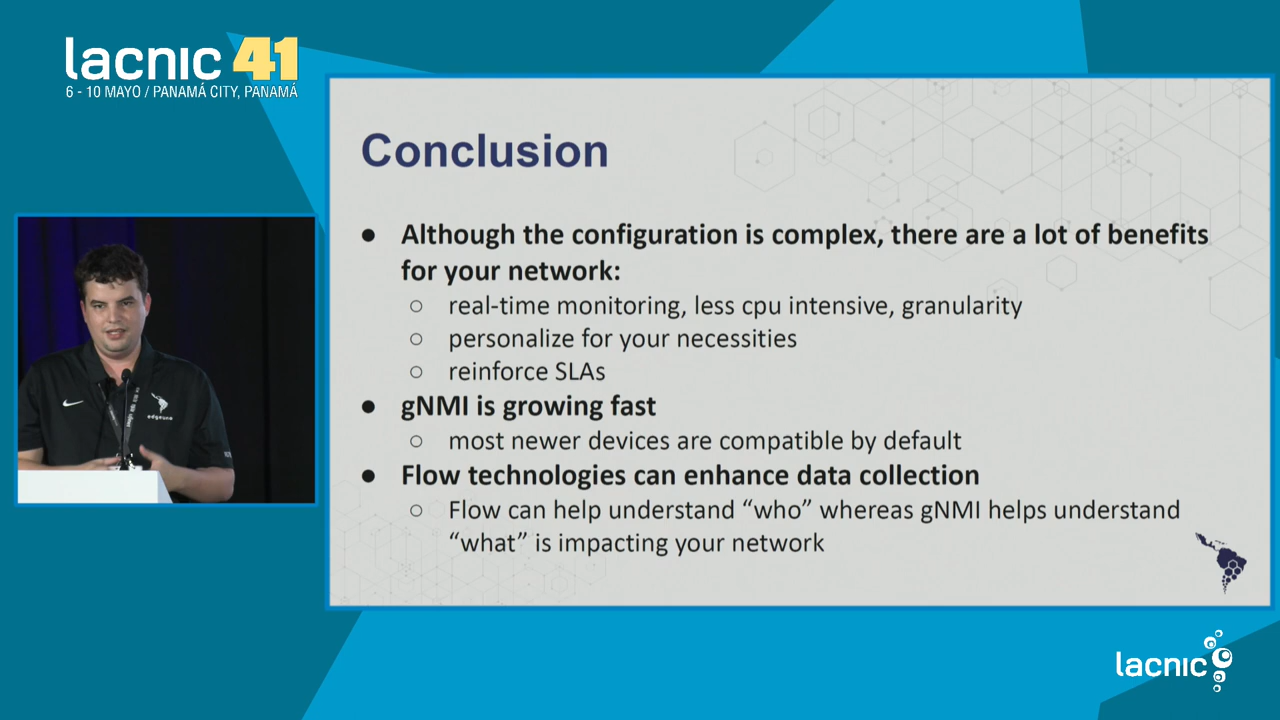 lacnic 41
6 - 10 MAYO / PANAMÁ CITY, PANAMÁ
edgeuno
Conclusion
● Although the configuration is complex, there are a lot of benefits
for your network:
○ real-time monitoring, less cpu intensive, granularity
○ personalize for your necessities
○ reinforce SLAs
● gNMI is growing fast
○ most newer devices are compatible by default
● Flow technologies can enhance data collection
○ Flow can help understand “who” whereas gNMI helps understand
“what” is impacting your network
lacnic